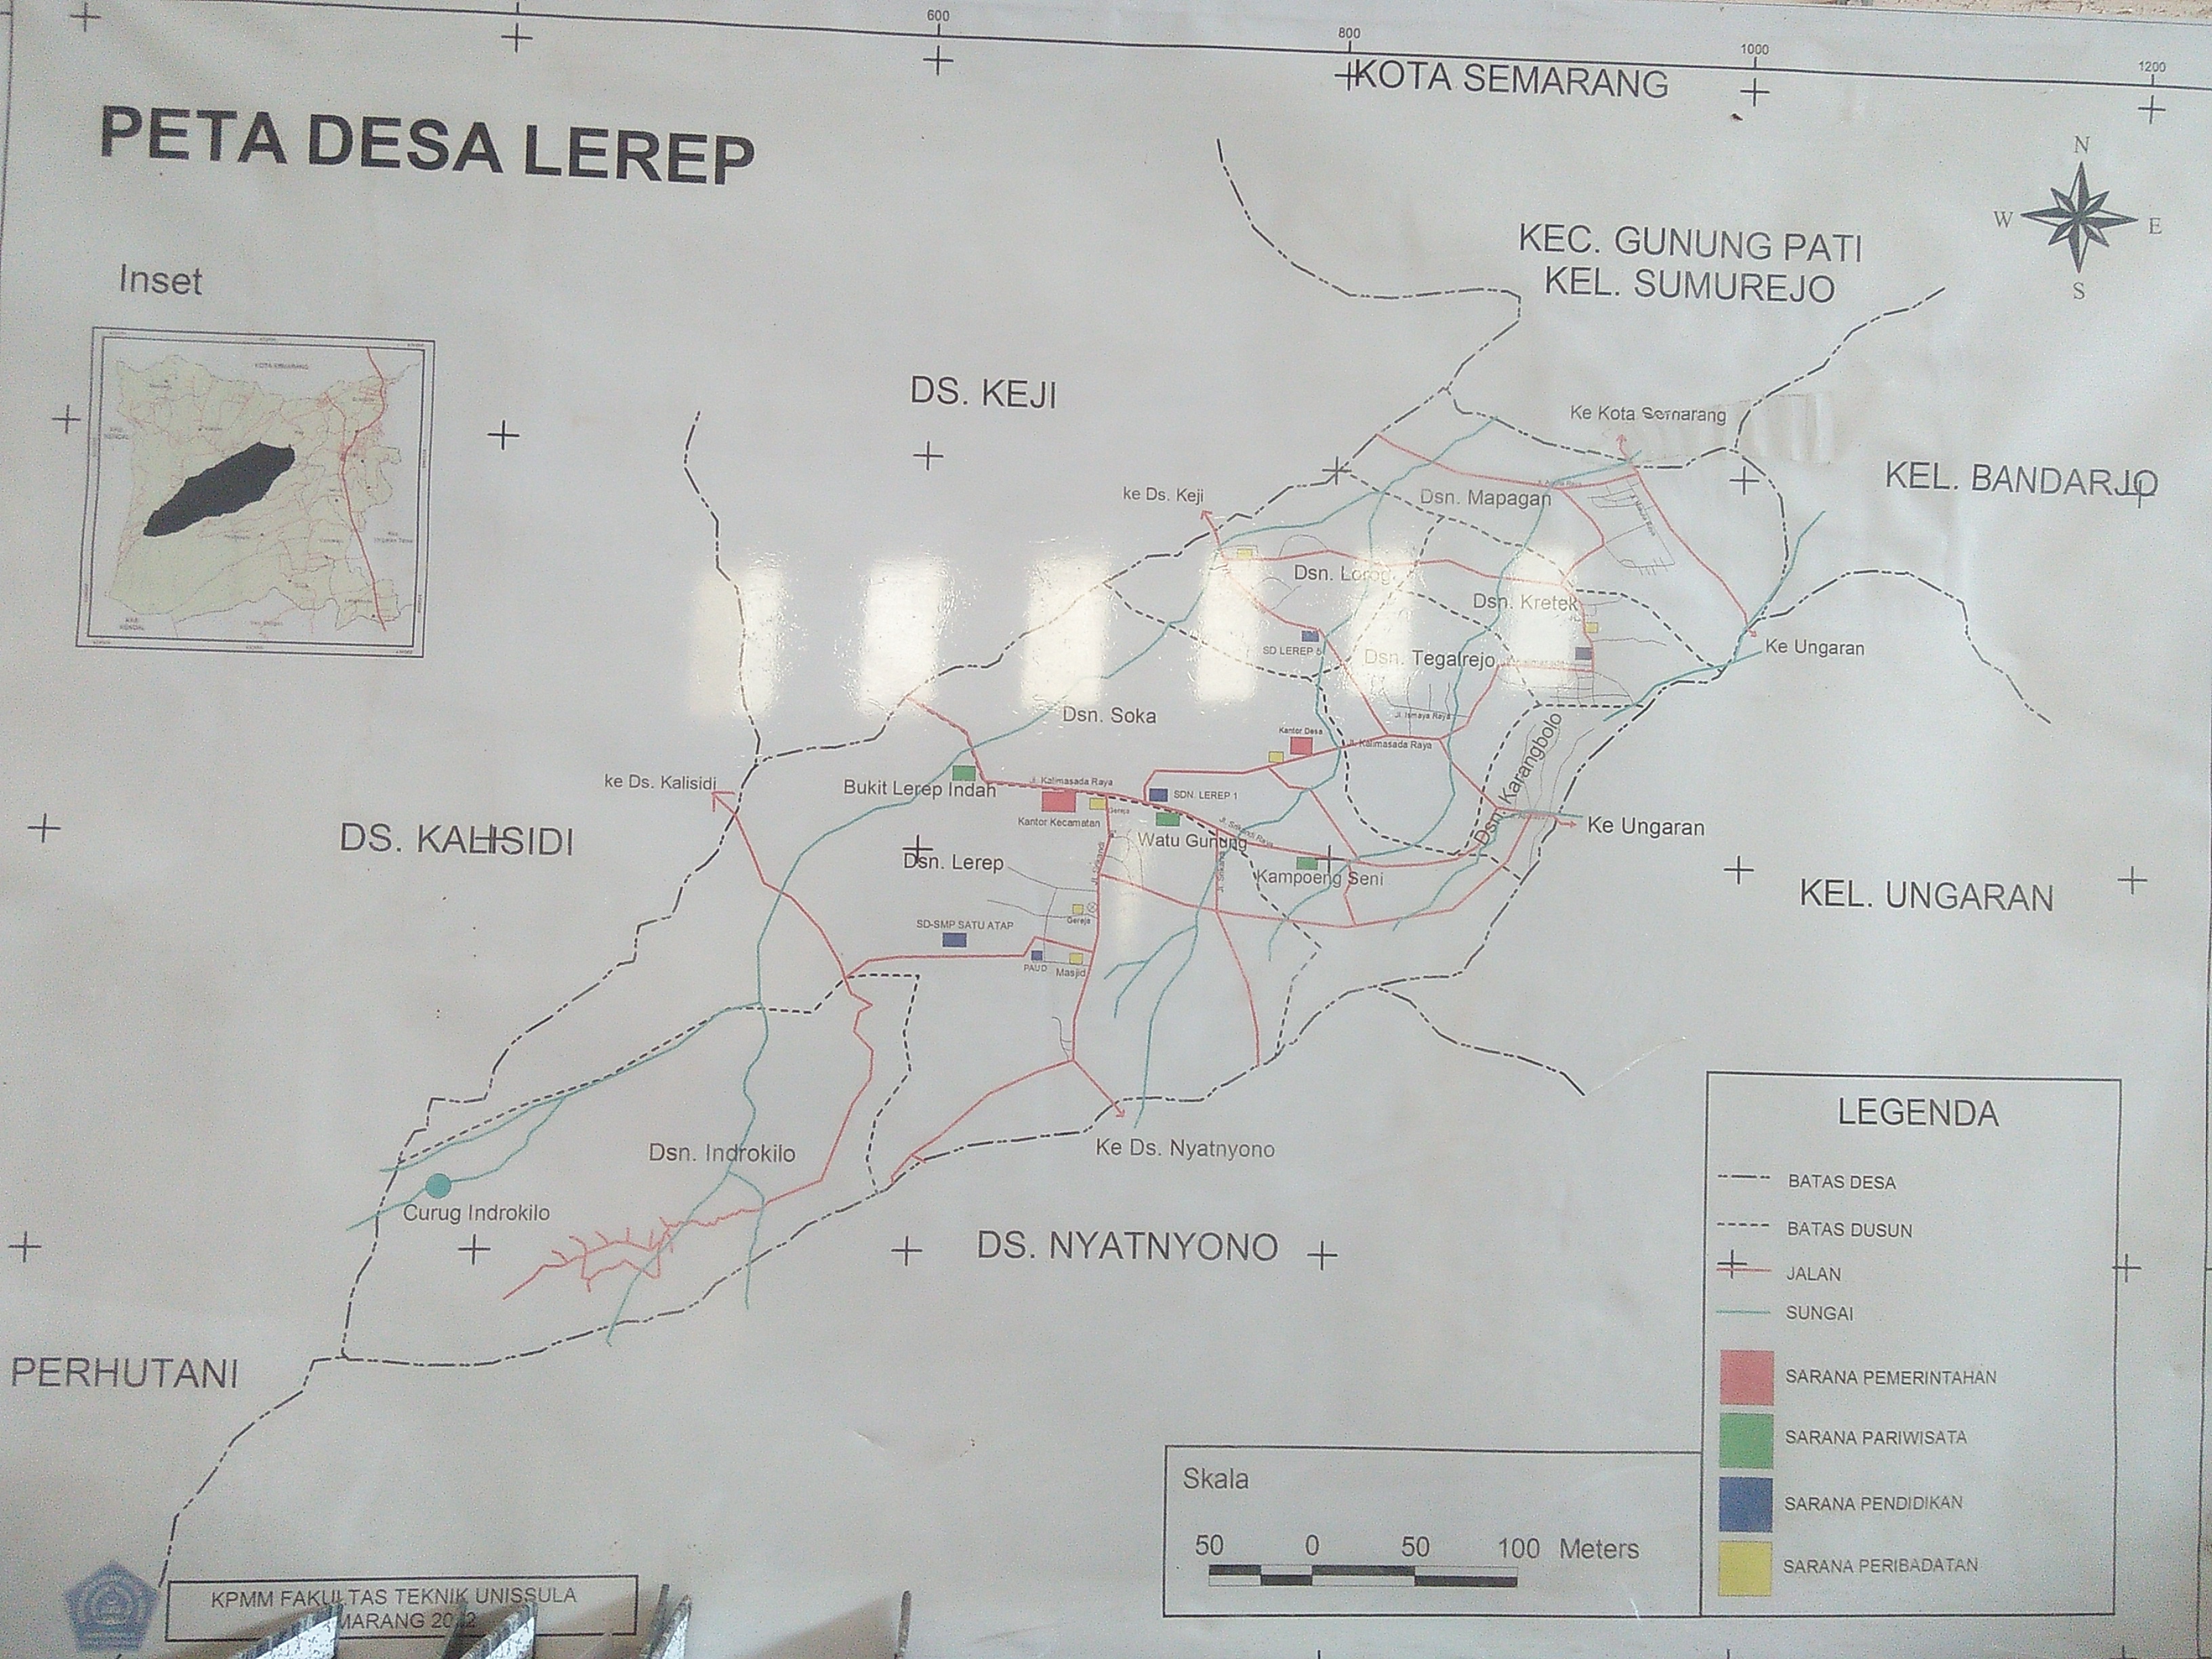 600
800
1000
1200
KOTA SEMARANG
PETA DESA LEREP
N
W
E
S
KEC. GUNUNG PATI
KEL. SUMUREJO
Inset
KOTA SEMARANG
DS. KEJI
Ke Kota Semarang
KEL. BANDARJO
ke Ds. Keji
Dsn. Mapagan
Dsn. Lorog
Dsn. Kretek
SD LEREP 5
Dsn. Tegalrejo
Ke Ungaran
Dsn. Soka
Jl. Ismaya Raya
Kantor Desa
Jl. Kalimasada Raya
Dsn. Karangbolo
ke Ds. Kalisidi
Bukit Lerep Indah
Jl. Kalimasada Raya
SDN. LEREP 1
Gereja
Kantor Kecamatan
Jl. Srikandi Raya
Ke Ungaran
DS. KALISIDI
Watu Gunung
Dsn. Lerep
Kampoeng Seni
KEL. UNGARAN
SD-SMP SATU ATAP
Gereja
PAUD
Masjid
Dsn. Indrokilo
Ke Ds. Nyatnyono
Curug Indrokilo
DS. NYATNYONO
PERHUTANI
LEGENDA
BATAS DESA
BATAS DUSUN
JALAN
SUNGAI
SARANA PEMERINTAHAN
SARANA PARIWISATA
SARANA PENDIDIKAN
SARANA PERIBADATAN
Skala
50 0 50 100 Meters
KPMM FAKULTAS TEKNIK UNISSULA